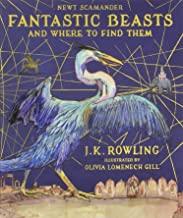 NEWT SCAMANDER
FANTASTIC BEASTS
AND WHERE TO FIND THEM
J.K. ROWLING
ILLUSTRATED BY
OLIVIA LOMENECH GILL